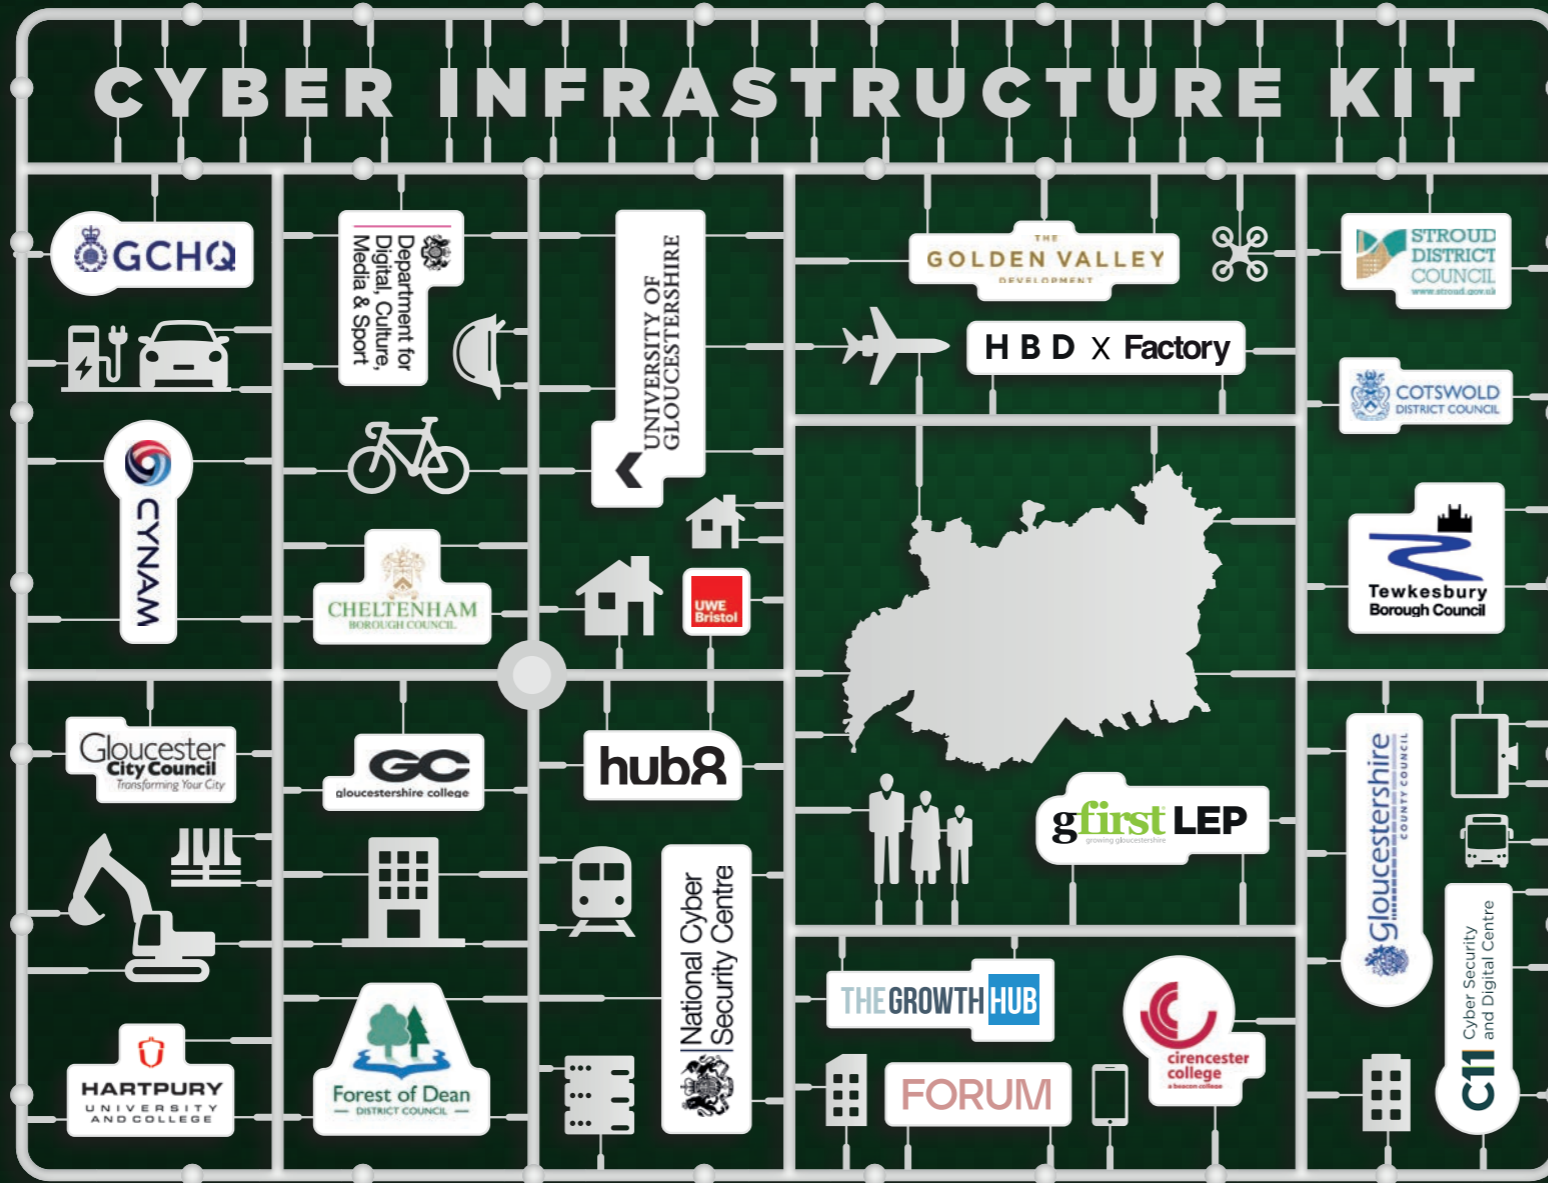 CYBER INFRASTRUCTURE KIT
GCHQ
CYNAM
Department for
Digital, Culture,
Media & Sport
CHELTENHAM
BOROUGH COUNCIL
UNIVERSITY OF
GLOUCESTERSHIRE
UWE
Bristol
THE
GOLDEN VALLEY
DEVELOPMENT
HBD X Factory
STROUD
DISTRICT
COUNCIL
www.stroud.gov.uk
COTSWOLD
DISTRICT COUNCIL
Tewkesbury
Borough Council
Gloucester
City Council
Transforming Your City
HARTPURY
UNIVERSITY
AND COLLEGE
GC
gloucestershire college
Forest of Dean
DISTRICT COUNCIL
hub8
National Cyber
Security Centre
gfirst LEP
growing gloucestershire
THE GROWTH HUB
FORUM
cirencester
college
a beacon college
Gloucestershire
COUNTY COUNCIL
C11 Cyber Security
and Digital Centre